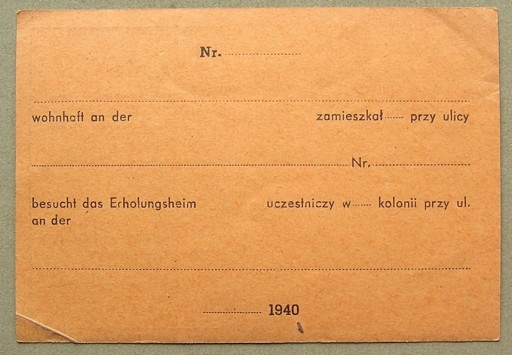 Nr. ....................
wohnhaft an der zamieszkał...... przy ulicy
Nr.
besucht das Erholungsheim uczestniczy w...... kolonii przy ul.
an der
................ 1940